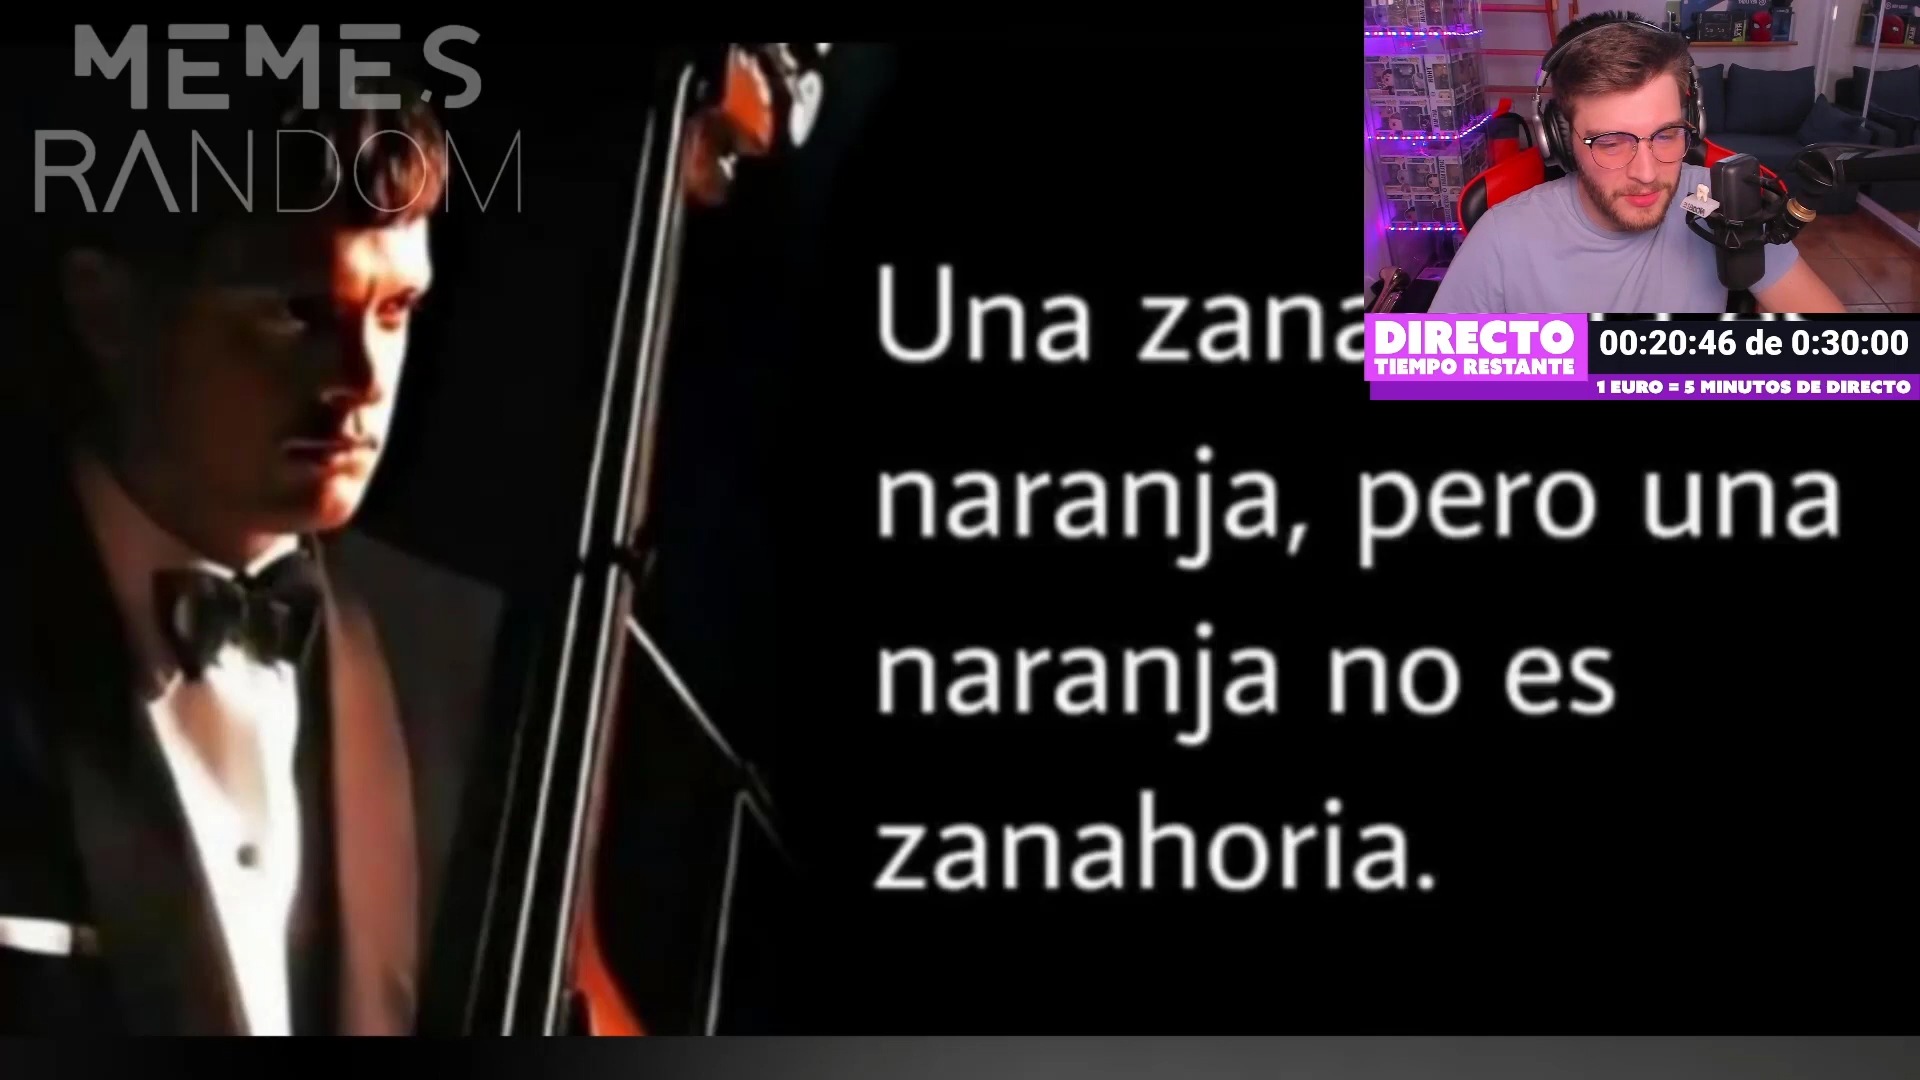 MEMES
RANDOM
Una
naranja, pero una
naranja no es
zanahoria.
DIRECTO
TIEMPO RESTANTE
00:20:46 de 0:30:00
1 EURO = 5 MINUTOS DE DIRECTO